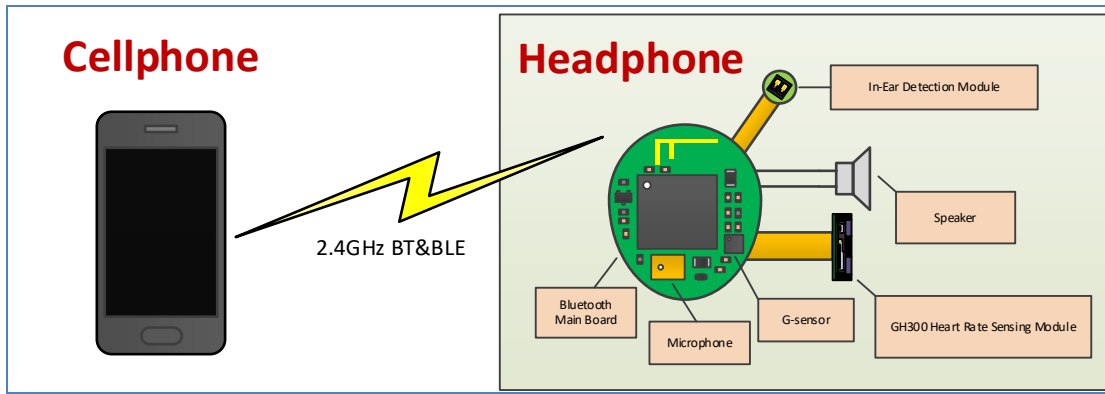 Cellphone
Headphone
In-Ear Detection Module
2.4GHz BT&BLE
Speaker
Bluetooth
Main Board
Microphone
G-sensor
GH300 Heart Rate Sensing Module